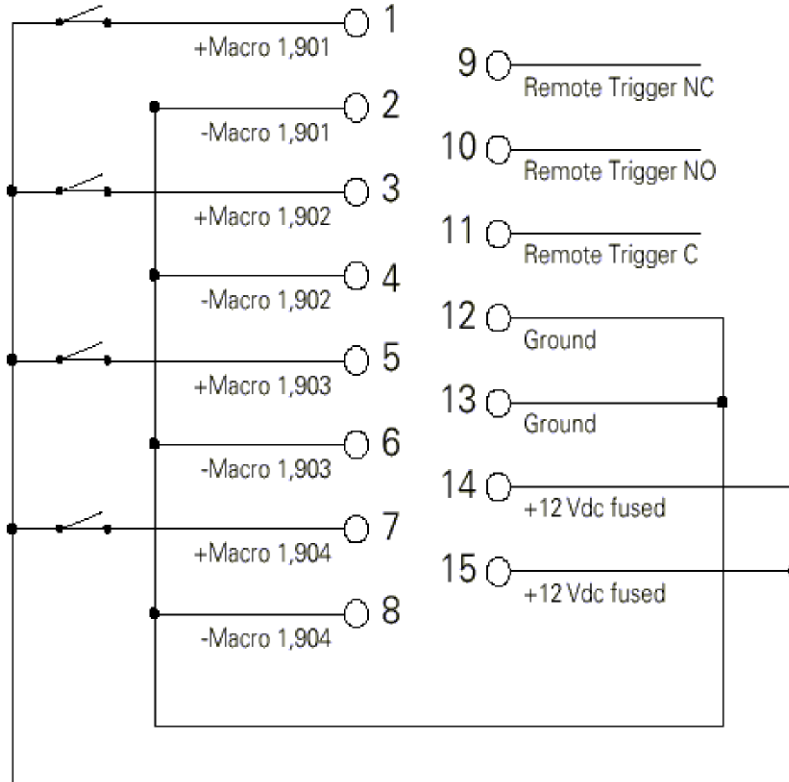 1
+Macro 1,901
2
-Macro 1,901
3
+Macro 1,902
4
-Macro 1,902
5
+Macro 1,903
6
-Macro 1,903
7
+Macro 1,904
8
-Macro 1,904
9
Remote Trigger NC
10
Remote Trigger NO
11
Remote Trigger C
12
Ground
13
Ground
14
+12 Vdc fused
15
+12 Vdc fused